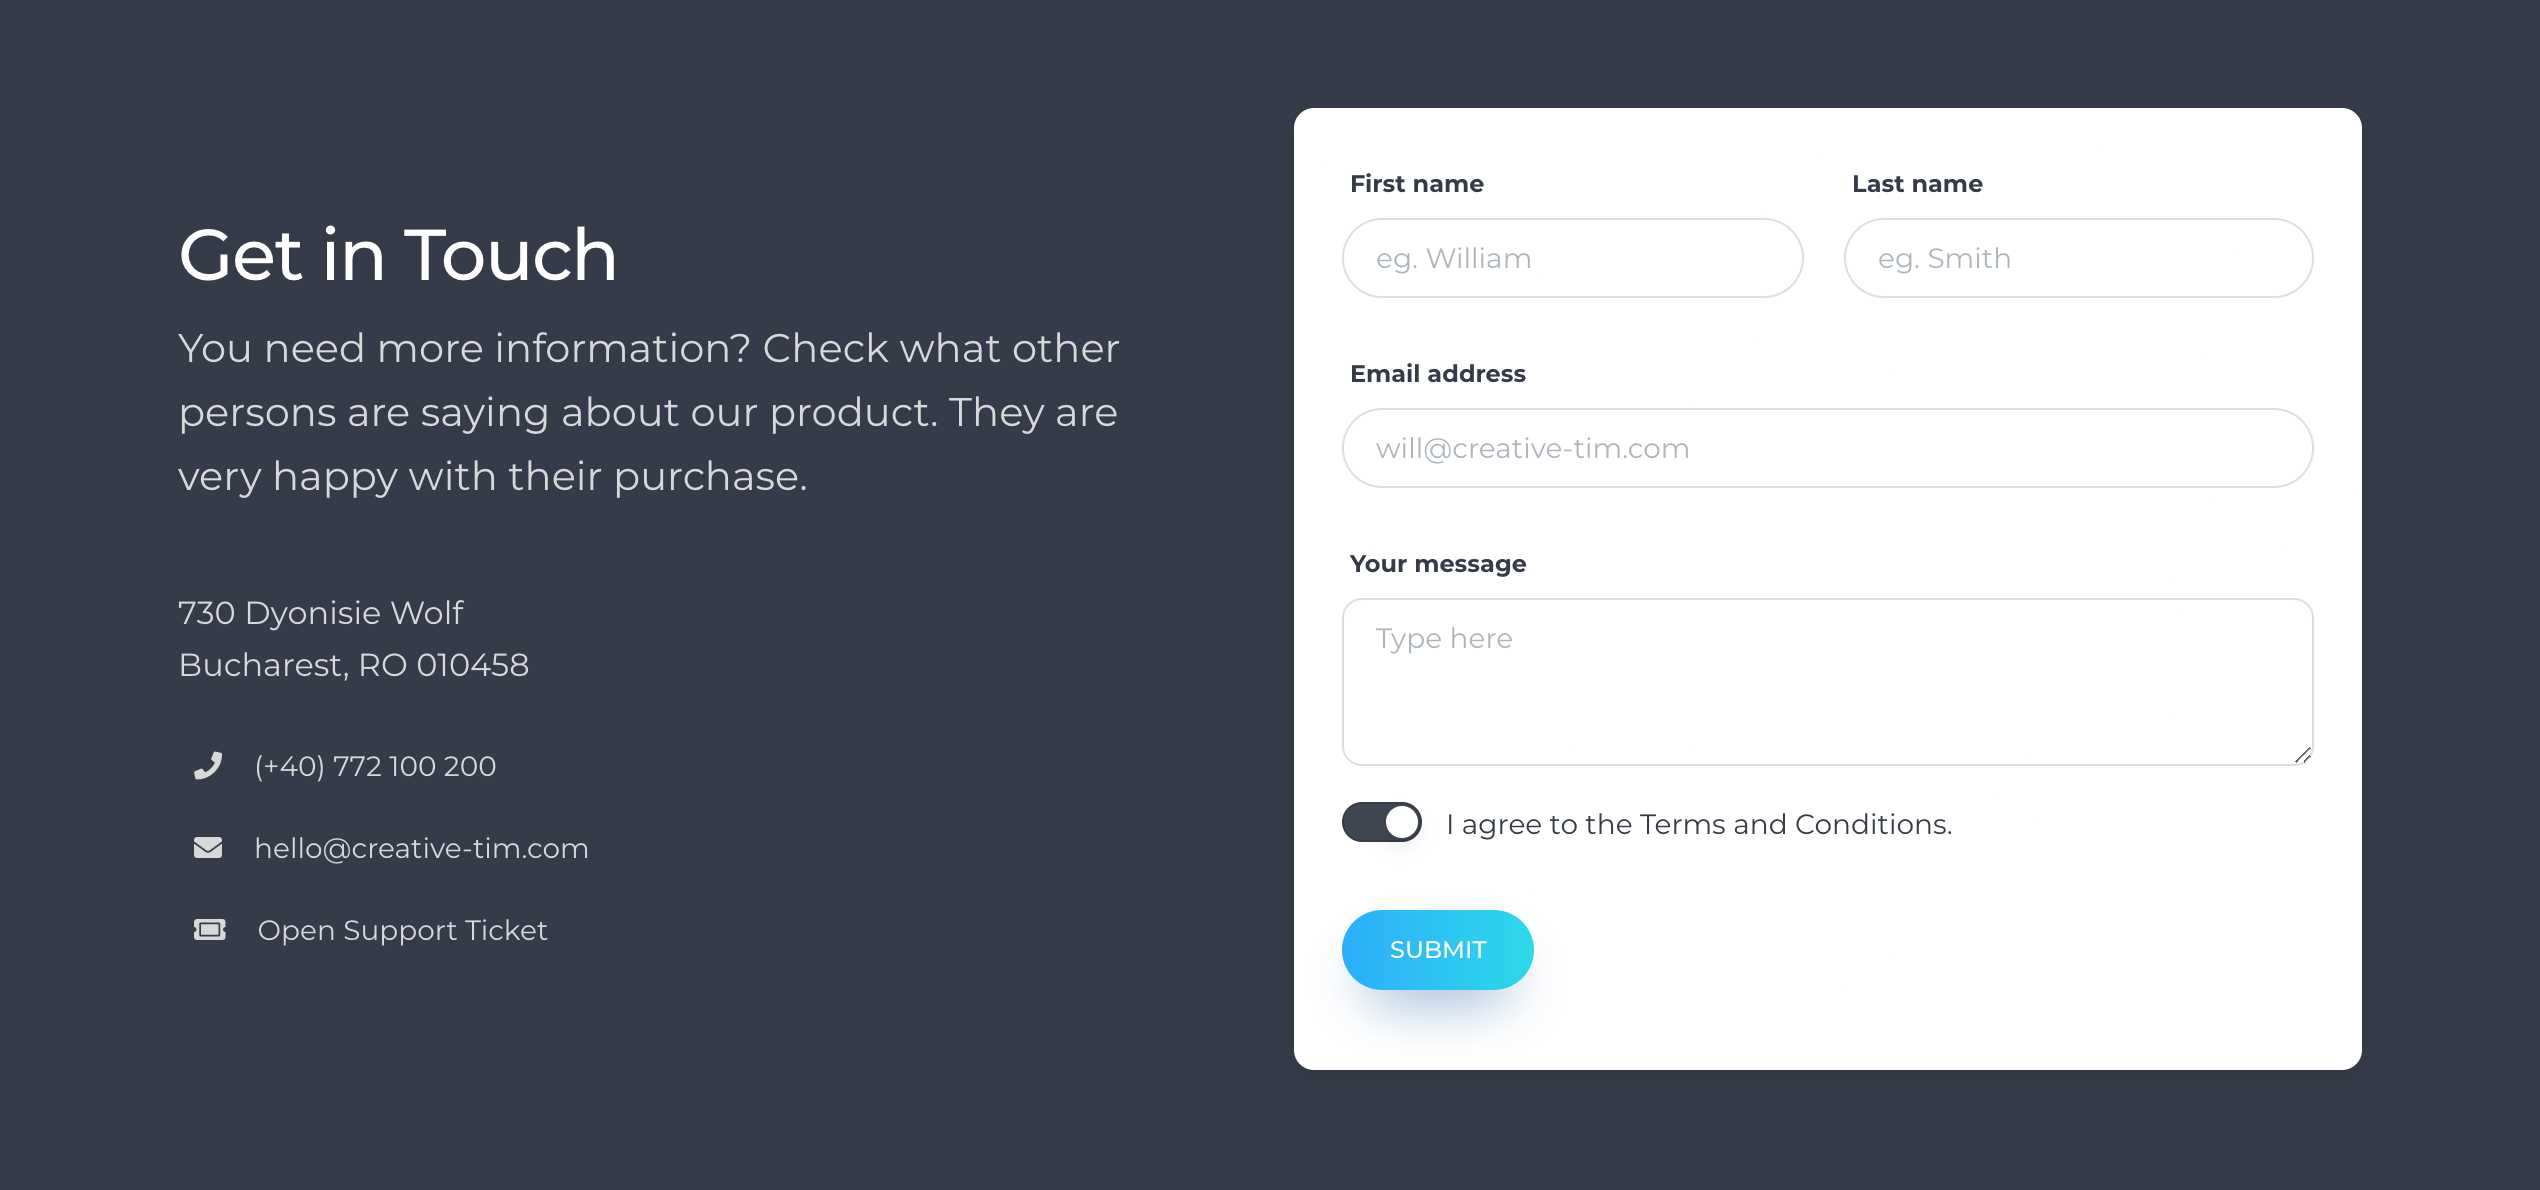 Get in Touch
You need more information? Check what other
persons are saying about our product. They are
very happy with their purchase.
730 Dyonisie Wolf
Bucharest, RO 010458
(+40) 772 100 200
hello@creative-tim.com
Open Support Ticket
First name
eg. William
Last name
eg. Smith
Email address
will@creative-tim.com
Your message
Type here
I agree to the Terms and Conditions.
SUBMIT